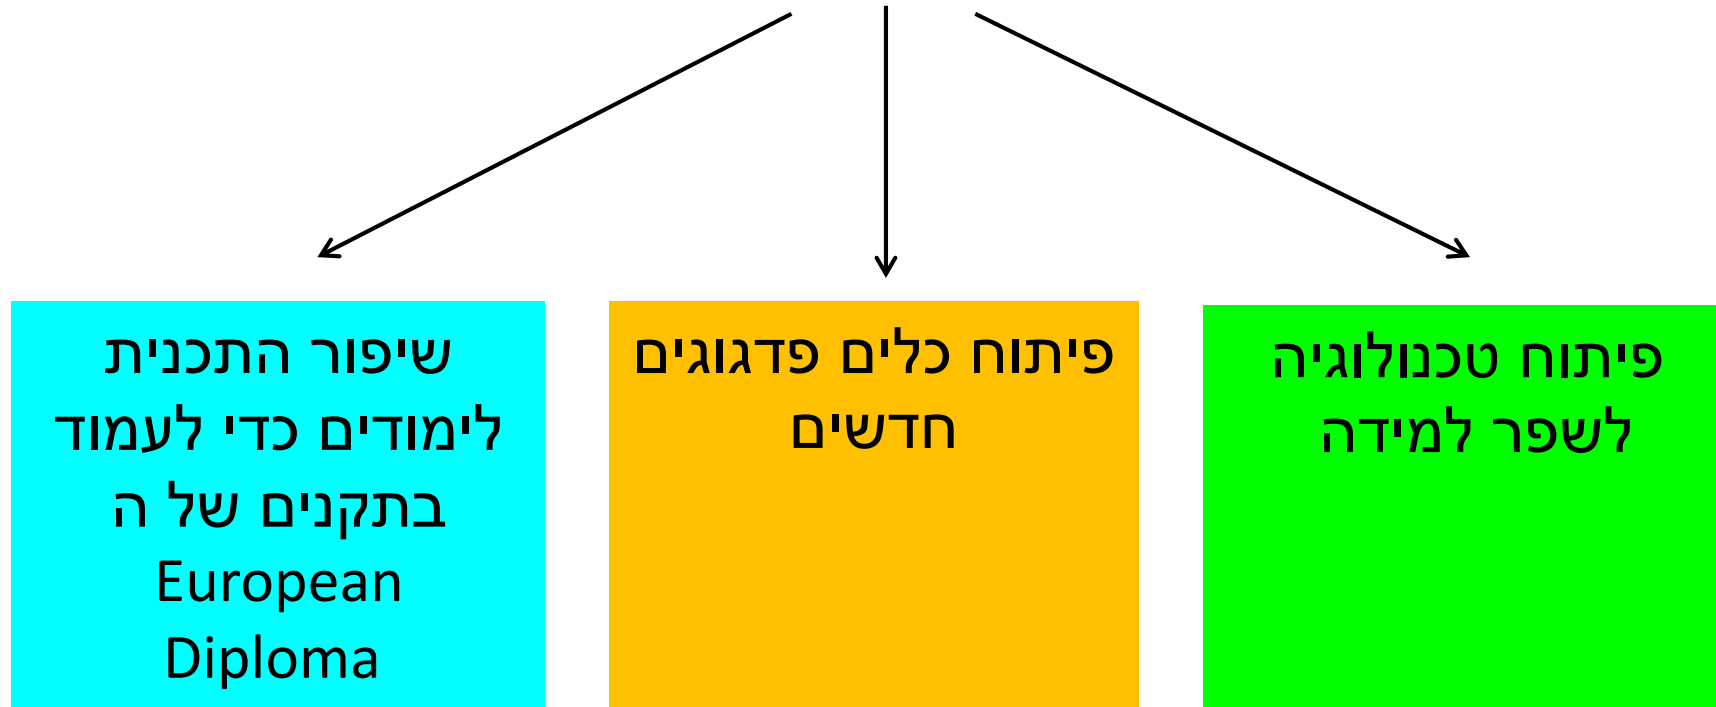 פיתוח טכנולוגיה
לשפר למידה
פיתוח כלים פדגוגים
חדשים
שיפור התכנית
לימודים כדי לעמוד
בתקנים של ה
European
Diploma